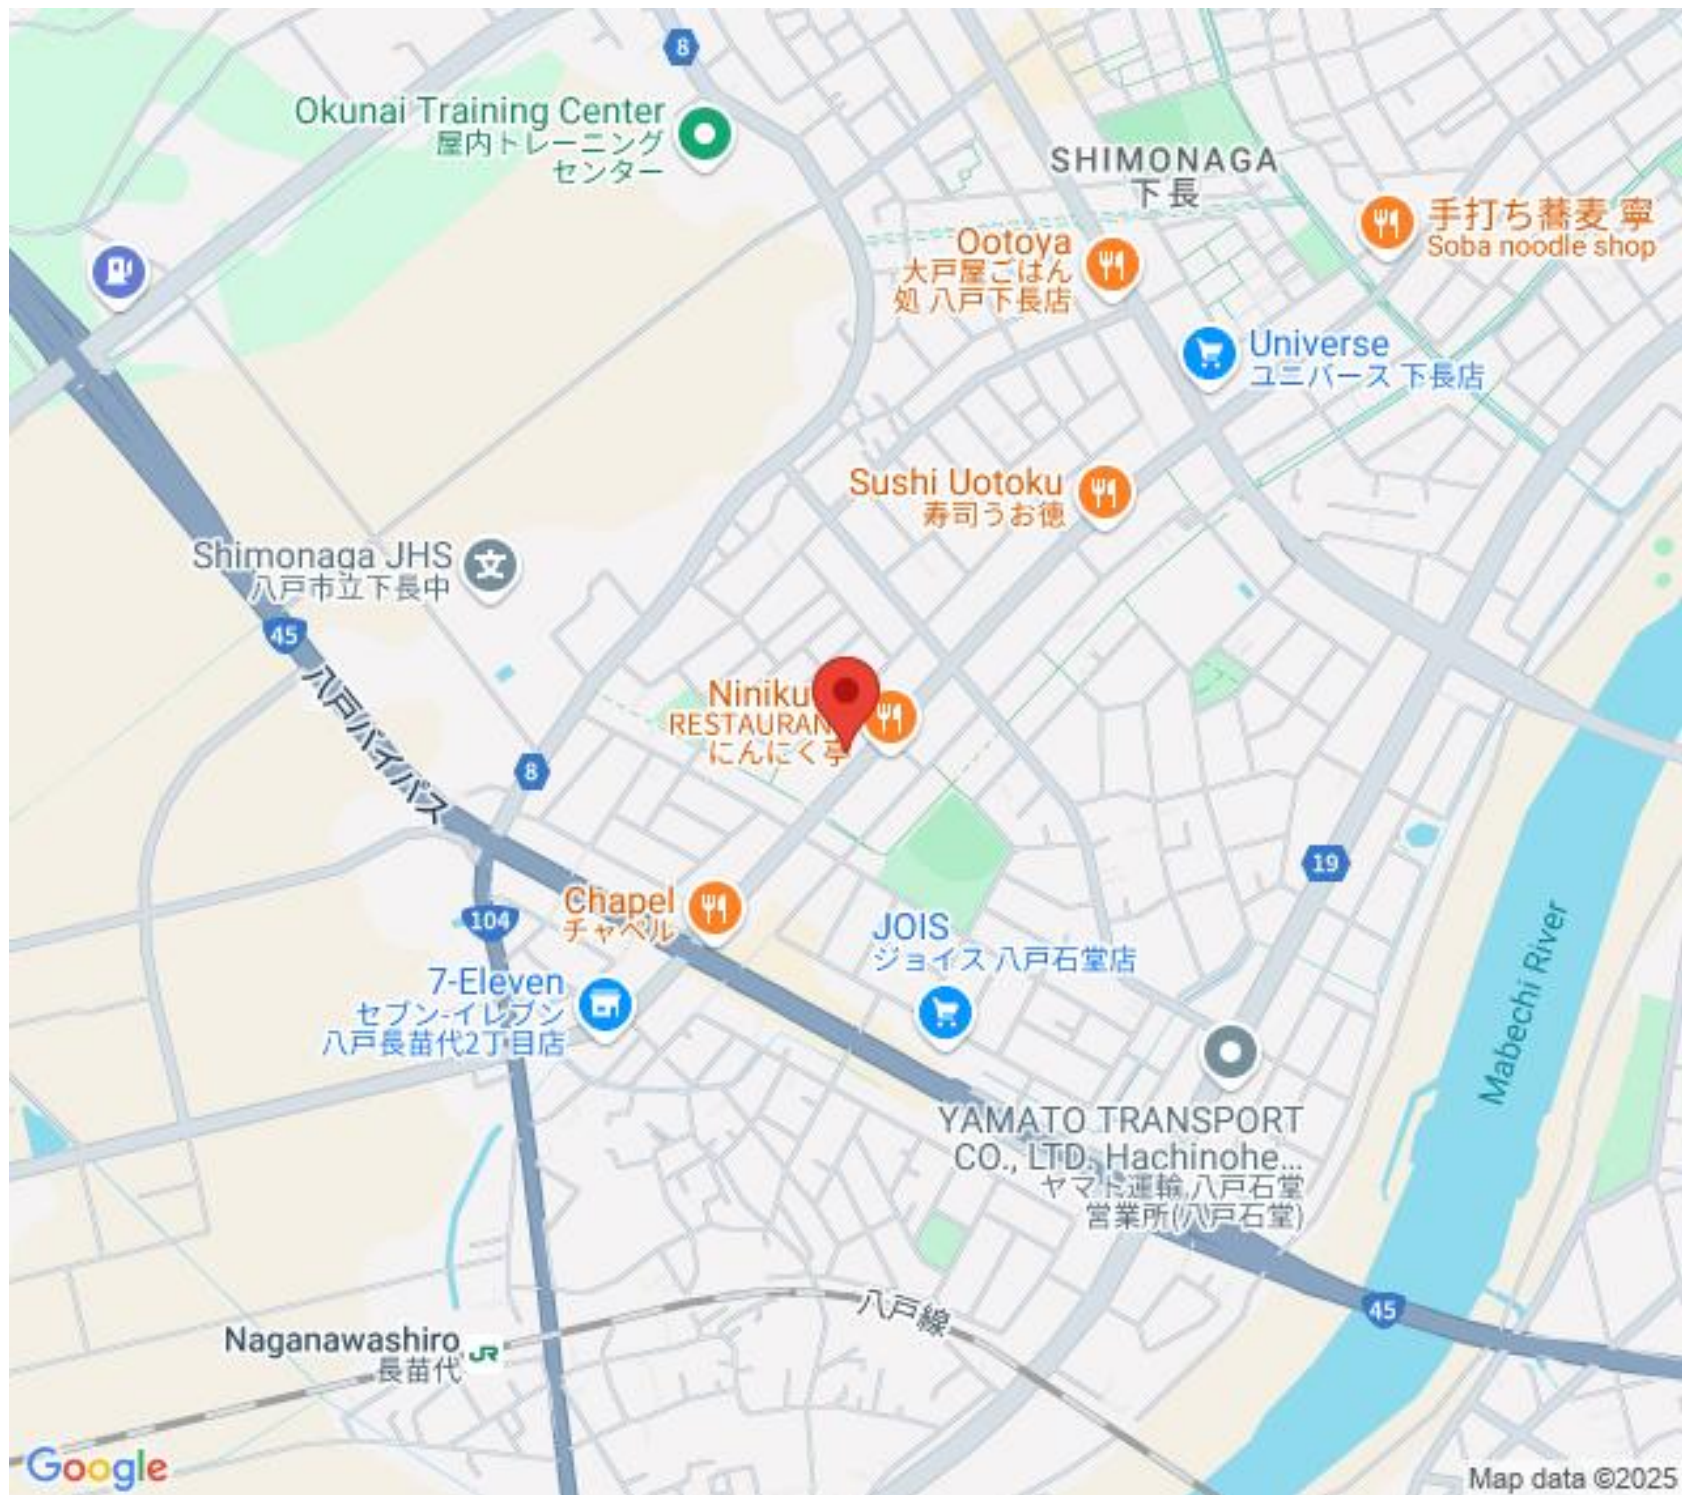 8
Okunai Training Center
屋内トレーニング
センター
SHIMONAGA
下長
手打ち蕎麦 寧
Soba noodle shop
Ootoya
大戸屋ごはん
処 八戸下長店
Universe
ユニバース 下長店
Sushi Uotoku
寿司うお徳
Shimonaga JHS
八戸市立下長中
45
八戸バイパス
Niniku
RESTAURAN
にんにく亭
8
19
Chapel
チャペル
104
JOIS
ジョイス 八戸石堂店
7-Eleven
セブン-イレブン
八戸長苗代2丁目店
Mabechi River
YAMATO TRANSPORT
CO., LTD. Hachinohe...
ヤマト運輸 八戸石堂
営業所(八戸石堂)
八戸線
45
Naganawashiro
長苗代
JR
Google
Map data ©2025